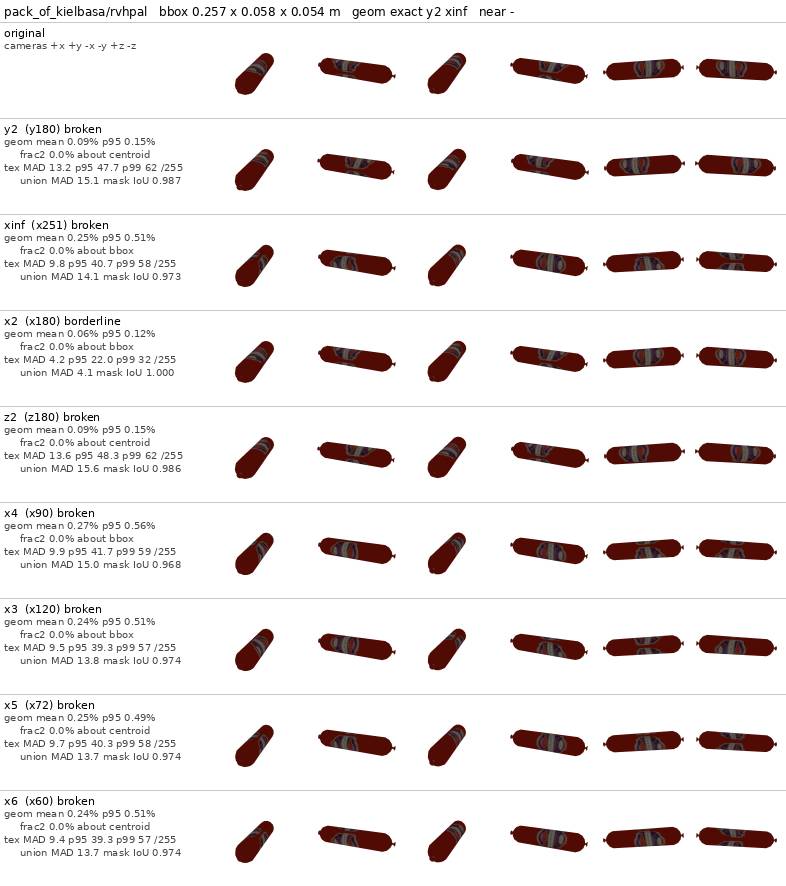 pack_of_kielbasa/rvhpal   bbox 0.257 x 0.058 x 0.054 m   geom exact y2 xinf   near -
original
cameras +x +y -x -y +z -z
y2  (y180) broken
geom mean 0.09% p95 0.15%
frac2 0.0% about centroid
tex MAD 13.2 p95 47.7 p99 62 /255
union MAD 15.1 mask IoU 0.987
xinf  (x251) broken
geom mean 0.25% p95 0.51%
frac2 0.0% about bbox
tex MAD 9.8 p95 40.7 p99 58 /255
union MAD 14.1 mask IoU 0.973
x2  (x180) borderline
geom mean 0.06% p95 0.12%
frac2 0.0% about bbox
tex MAD 4.2 p95 22.0 p99 32 /255
union MAD 4.1 mask IoU 1.000
z2  (z180) broken
geom mean 0.09% p95 0.15%
frac2 0.0% about centroid
tex MAD 13.6 p95 48.3 p99 62 /255
union MAD 15.6 mask IoU 0.986
x4  (x90) broken
geom mean 0.27% p95 0.56%
frac2 0.0% about bbox
tex MAD 9.9 p95 41.7 p99 59 /255
union MAD 15.0 mask IoU 0.968
x3  (x120) broken
geom mean 0.24% p95 0.51%
frac2 0.0% about bbox
tex MAD 9.5 p95 39.3 p99 57 /255
union MAD 13.8 mask IoU 0.974
x5  (x72) broken
geom mean 0.25% p95 0.49%
frac2 0.0% about centroid
tex MAD 9.7 p95 40.3 p99 58 /255
union MAD 13.7 mask IoU 0.974
x6  (x60) broken
geom mean 0.24% p95 0.51%
frac2 0.0% about centroid
tex MAD 9.4 p95 39.3 p99 57 /255
union MAD 13.7 mask IoU 0.974